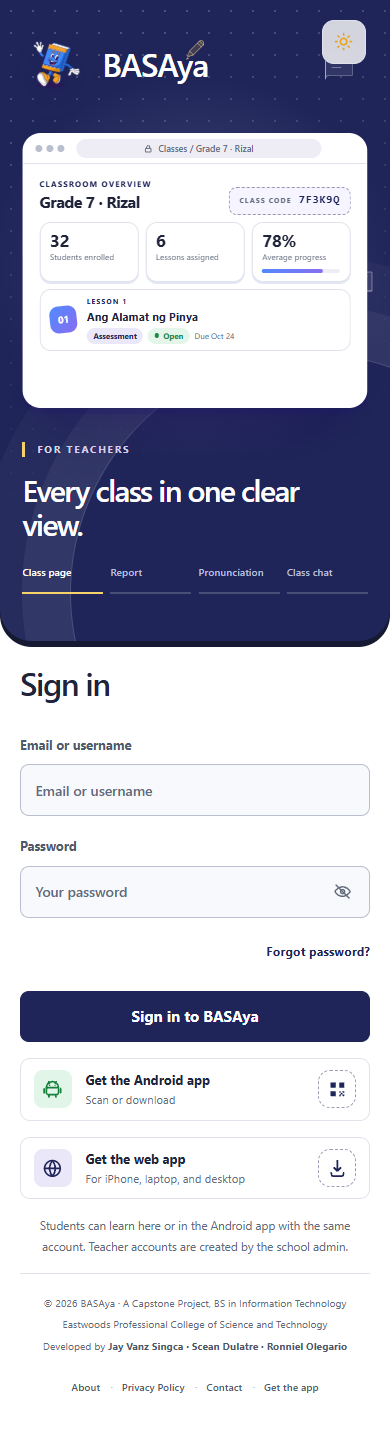 BASAya
Classes / Grade 7 · Rizal
CLASSROOM OVERVIEW
Grade 7 · Rizal
CLASS CODE 7F3K9Q
32
Students enrolled
6
Lessons assigned
78%
Average progress
01
LESSON 1
Ang Alamat ng Pinya
Assessment Open Due Oct 24
FOR TEACHERS
Every class in one clear
view.
Class page Report Pronunciation Class chat
Sign in
Email or username
Email or username
Password
Your password
Forgot password?
Sign in to BASAya
Get the Android app
Scan or download
Get the web app
For iPhone, laptop, and desktop
Students can learn here or in the Android app with the same
account. Teacher accounts are created by the school admin.
© 2026 BASAya · A Capstone Project, BS in Information Technology
Eastwoods Professional College of Science and Technology
Developed by Jay Vanz Singca · Scean Dulatre · Ronniel Olegario
About · Privacy Policy · Contact · Get the app